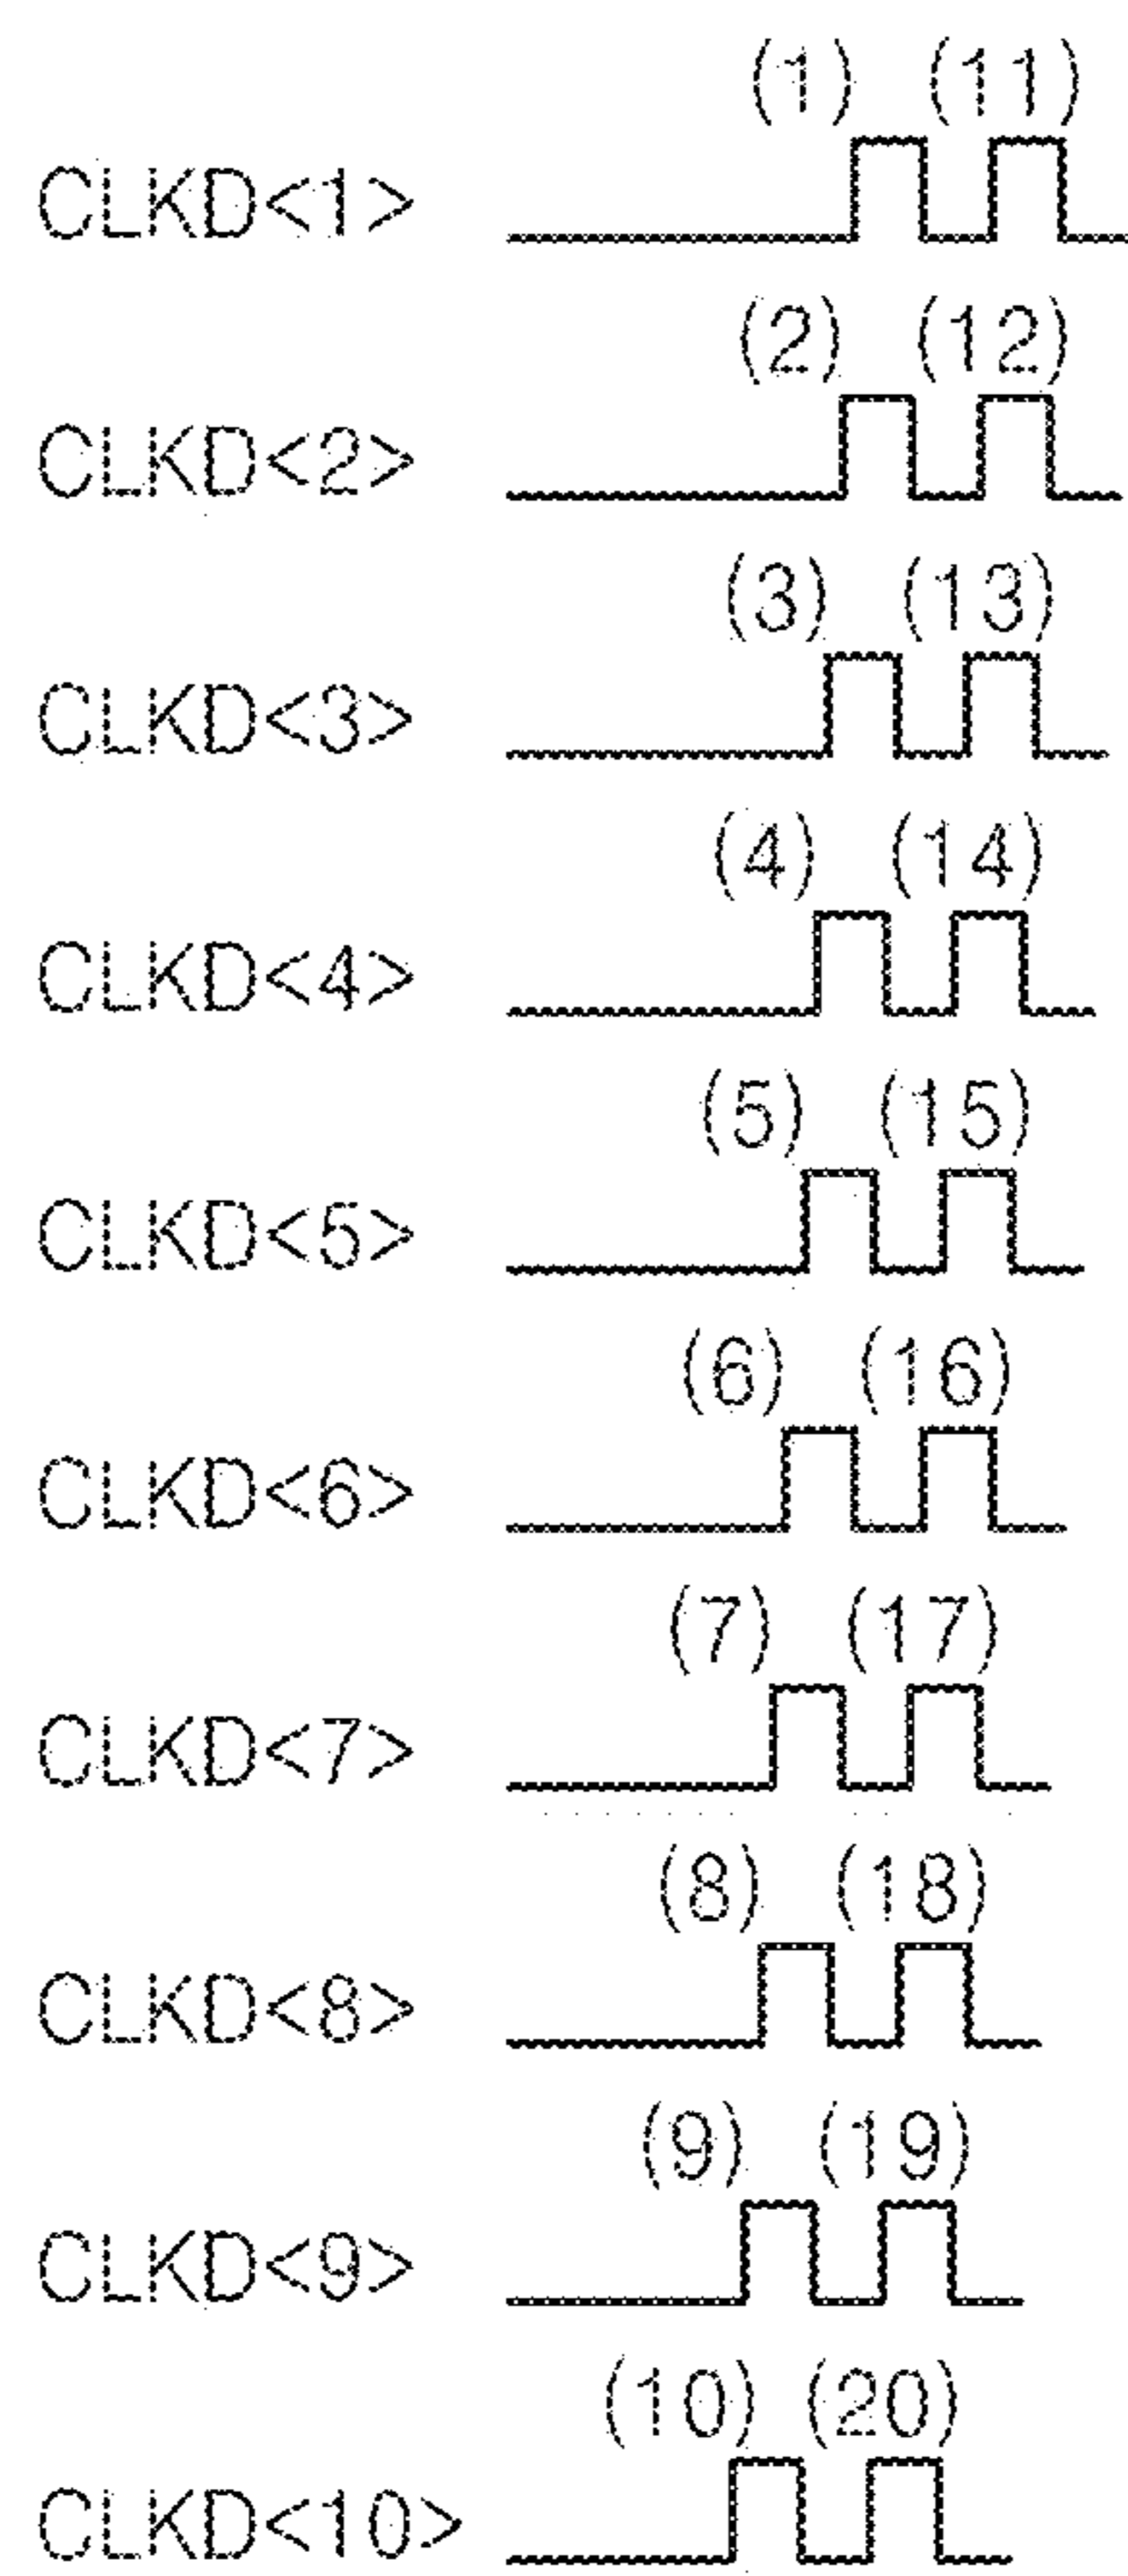 (1) (11)
CLKD<1>
(2) (12)
CLKD<2>
(3) (13)
CLKD<3>
(4) (14)
CLKD<4>
(5) (15)
CLKD<5>
(6) (16)
CLKD<6>
(7) (17)
CLKD<7>
(8) (18)
CLKD<8>
(9) (19)
CLKD<9>
(10) (20)
CLKD<10>